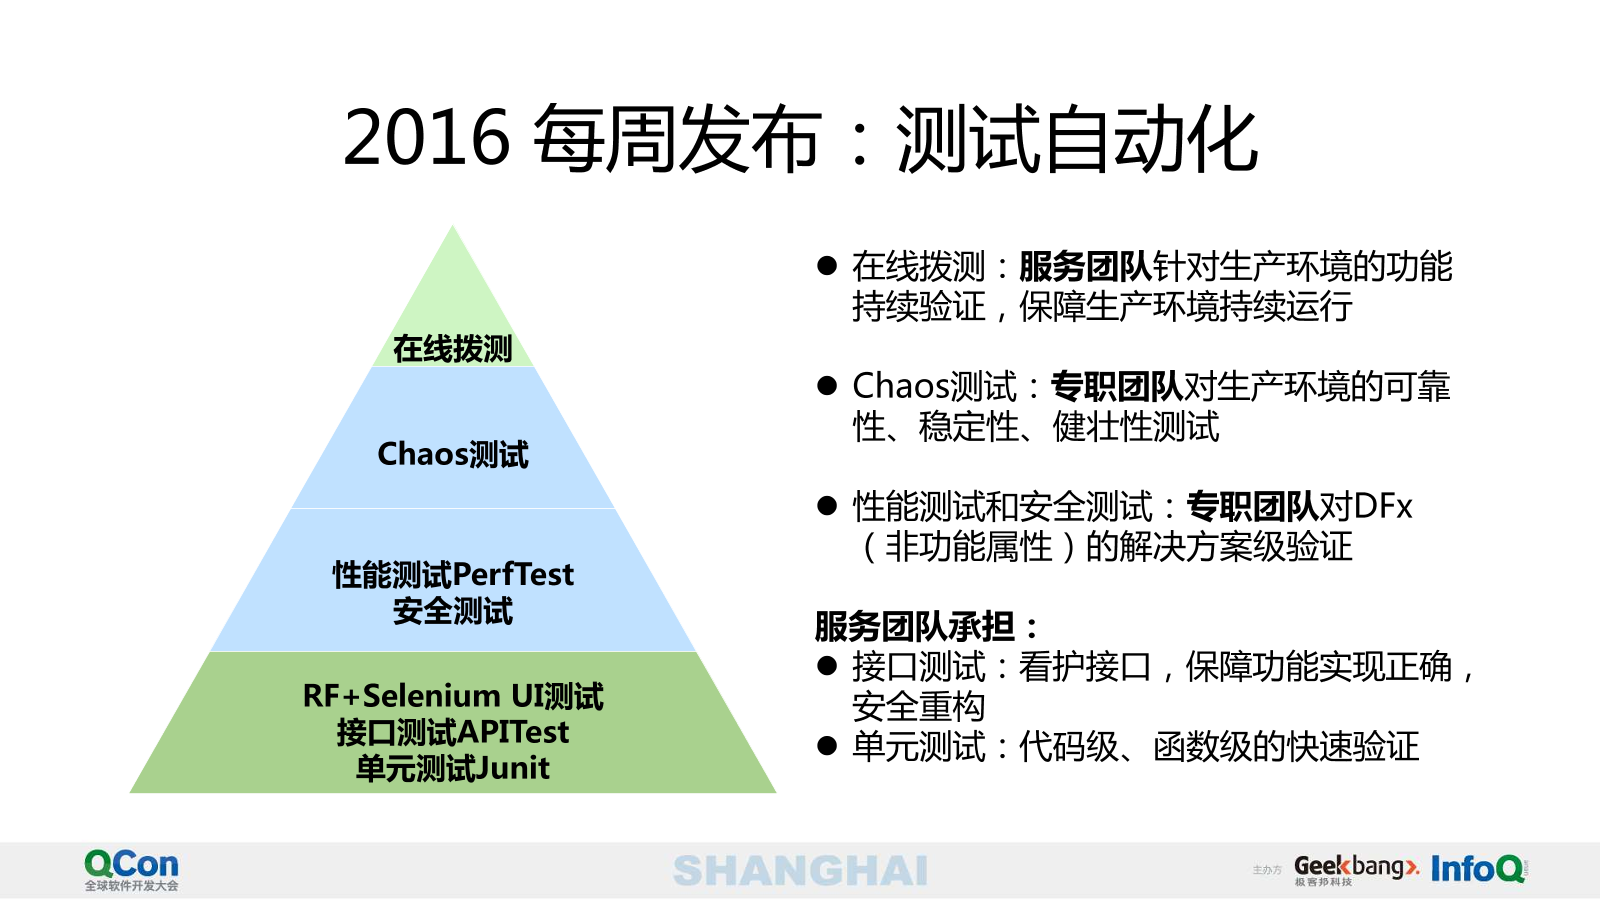 2016 每周发布：测试自动化
在线拨测
Chaos测试
性能测试PerfTest
安全测试
RF+Selenium UI测试
接口测试APITest
单元测试Junit
● 在线拨测：服务团队针对生产环境的功能
持续验证，保障生产环境持续运行
● Chaos测试：专职团队对生产环境的可靠
性、稳定性、健壮性测试
● 性能测试和安全测试：专职团队对DFx
（非功能属性）的解决方案级验证
服务团队承担：
● 接口测试：看护接口，保障功能实现正确，
安全重构
● 单元测试：代码级、函数级的快速验证
QCon
全球软件开发大会
SHANGHAI
主办方
Geekbang>.
极客邦科技
InfoQ